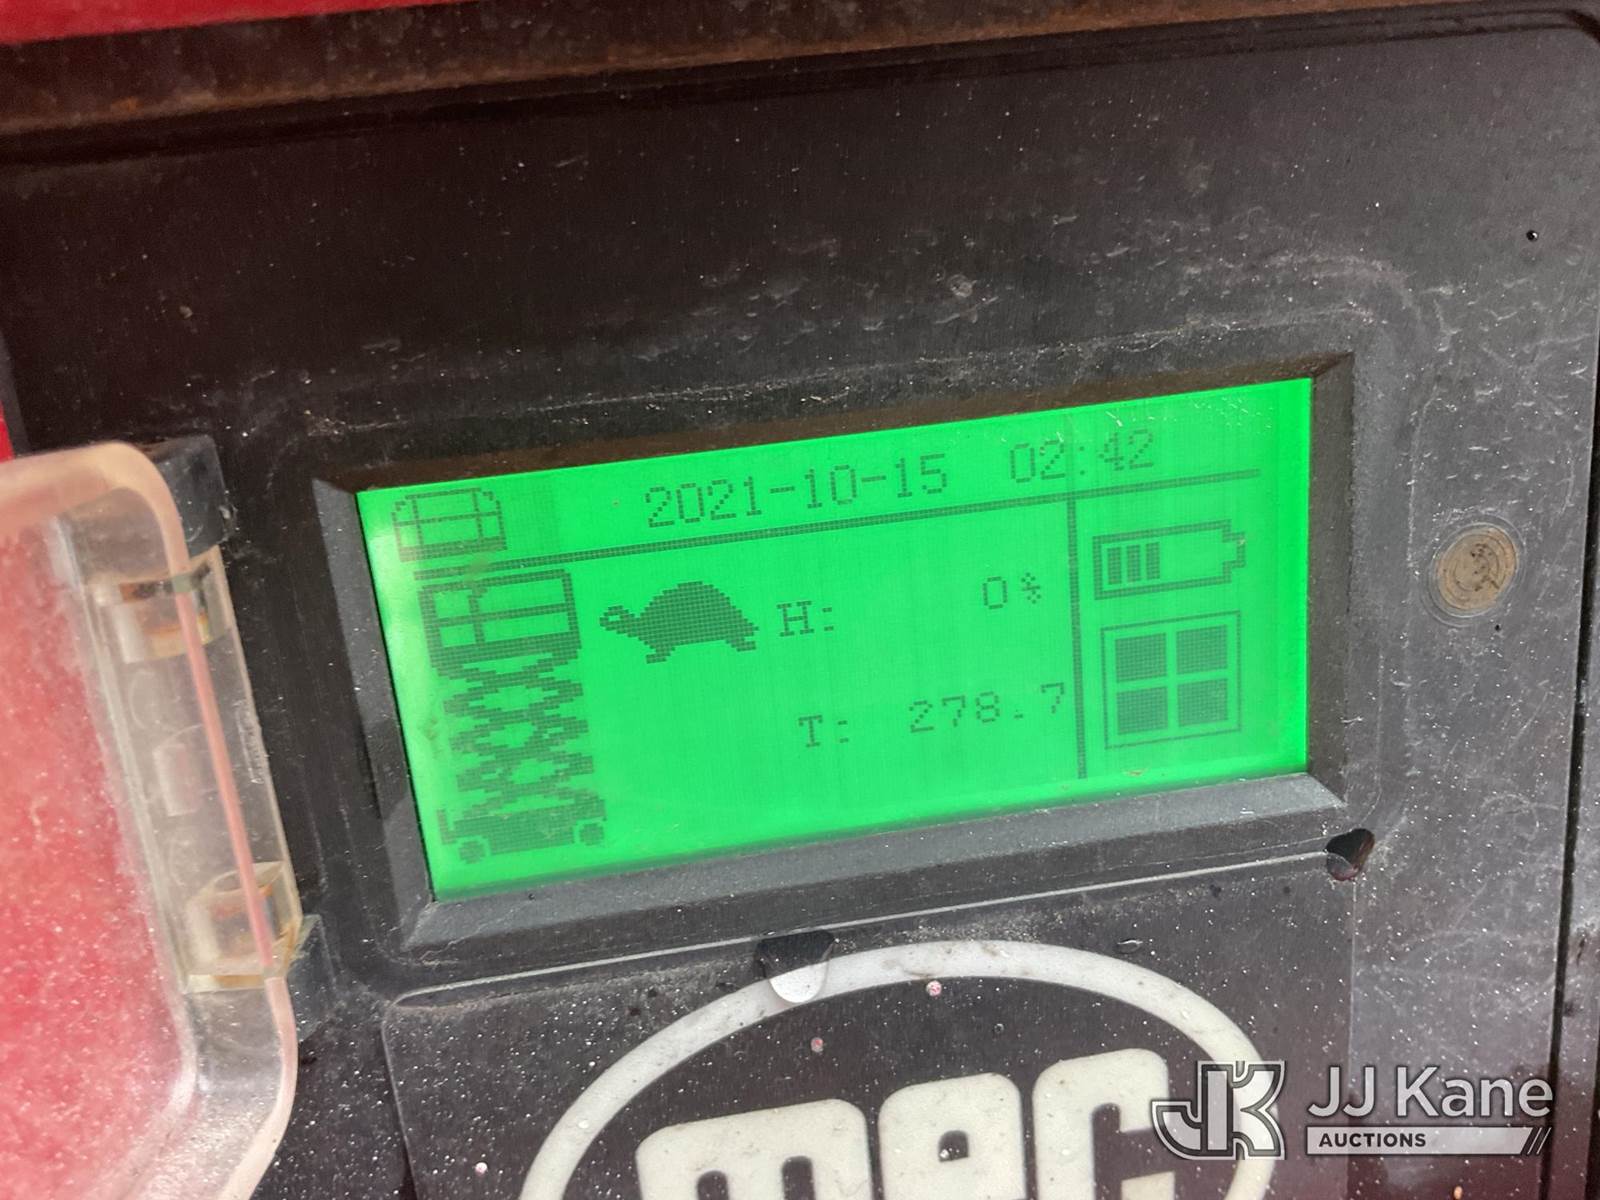 2021-10-15 02:42
H: 0%
T: 278.7
mec
JJ Kane
AUCTIONS